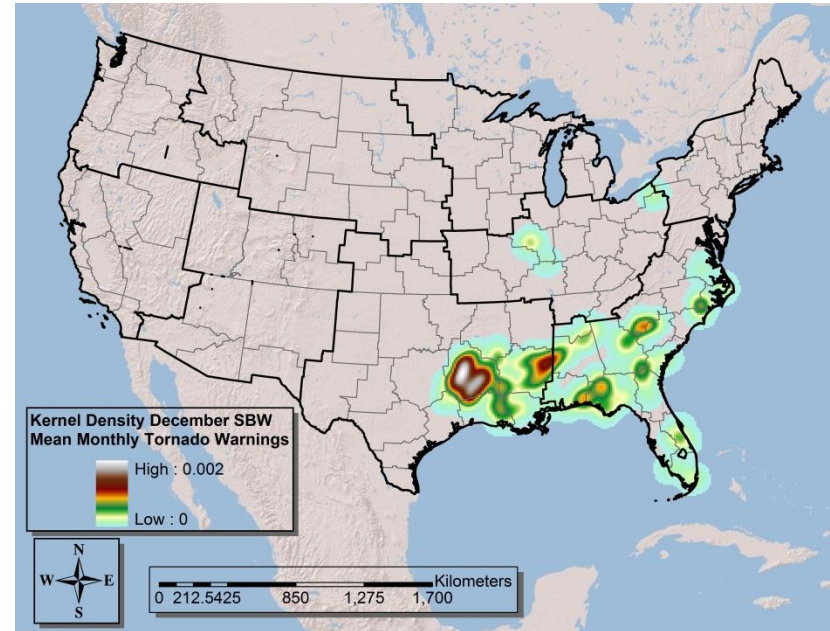 Kernel Density December SBW
Mean Monthly Tornado Warnings
High : 0.002
Low : 0
N
W E
S
Kilometers
0 212.5425 850 1,275 1,700